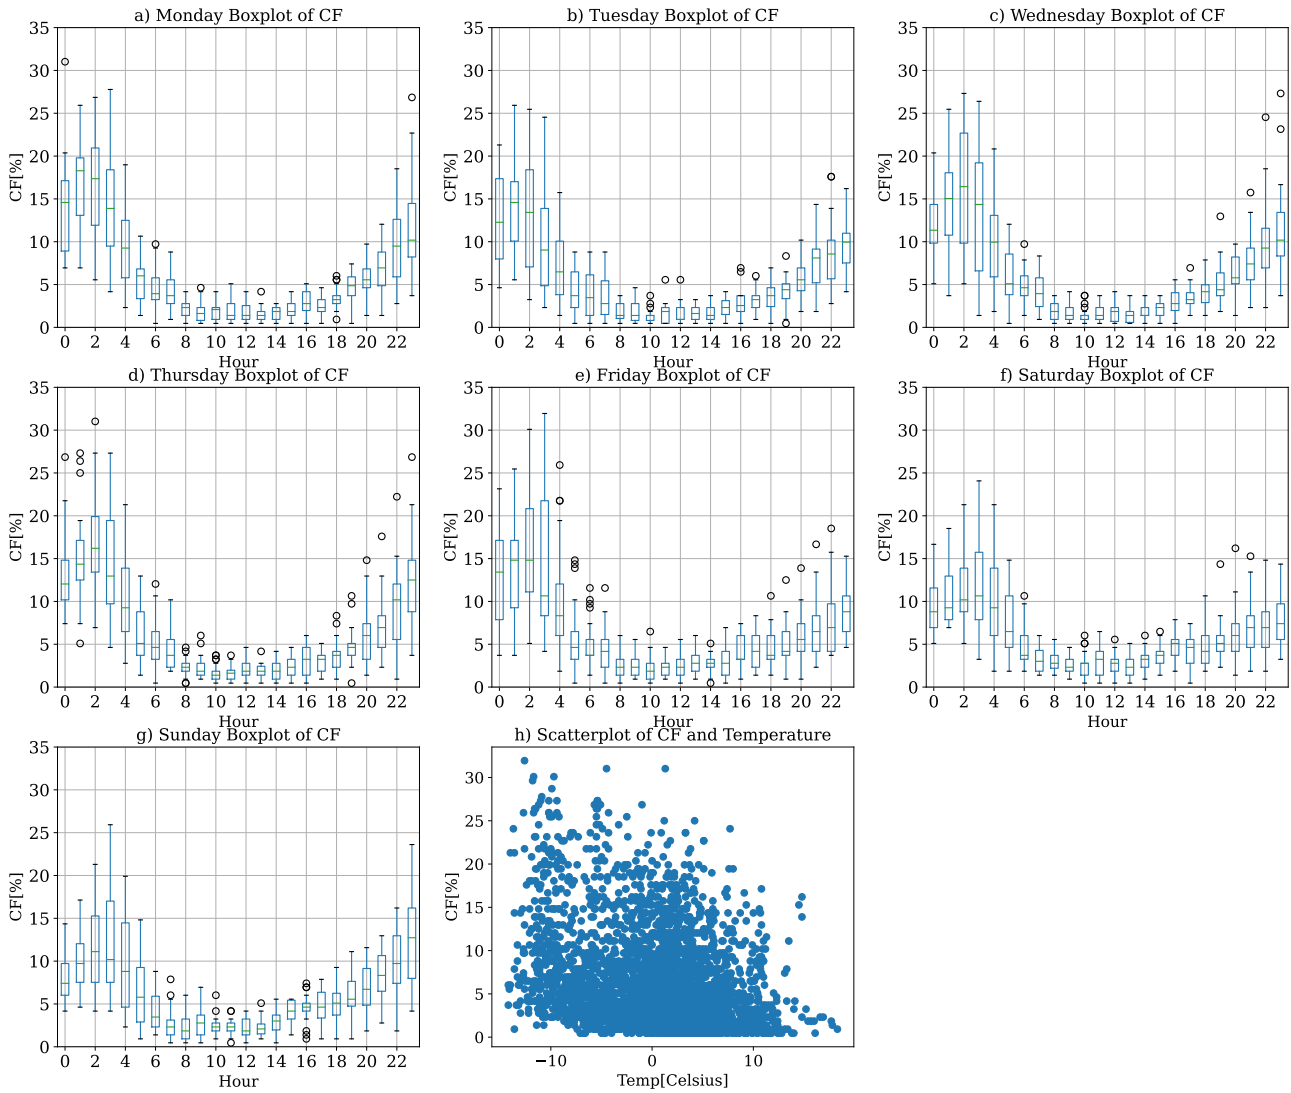 a) Monday Boxplot of CF
b) Tuesday Boxplot of CF
c) Wednesday Boxplot of CF
35
30
25
20
15
10
5
0
CF[%]
0 2 4 6 8 10 12 14 16 18 20 22
Hour
35
30
25
20
15
10
5
0
CF[%]
0 2 4 6 8 10 12 14 16 18 20 22
Hour
35
30
25
20
15
10
5
0
CF[%]
0 2 4 6 8 10 12 14 16 18 20 22
Hour
d) Thursday Boxplot of CF
e) Friday Boxplot of CF
f) Saturday Boxplot of CF
35
30
25
20
15
10
5
0
CF[%]
0 2 4 6 8 10 12 14 16 18 20 22
Hour
35
30
25
20
15
10
5
0
CF[%]
0 2 4 6 8 10 12 14 16 18 20 22
Hour
35
30
25
20
15
10
5
0
CF[%]
0 2 4 6 8 10 12 14 16 18 20 22
Hour
g) Sunday Boxplot of CF
h) Scatterplot of CF and Temperature
35
30
25
20
15
10
5
0
CF[%]
0 2 4 6 8 10 12 14 16 18 20 22
Hour
30
25
20
15
10
5
0
CF[%]
−10 0 10
Temp[Celsius]